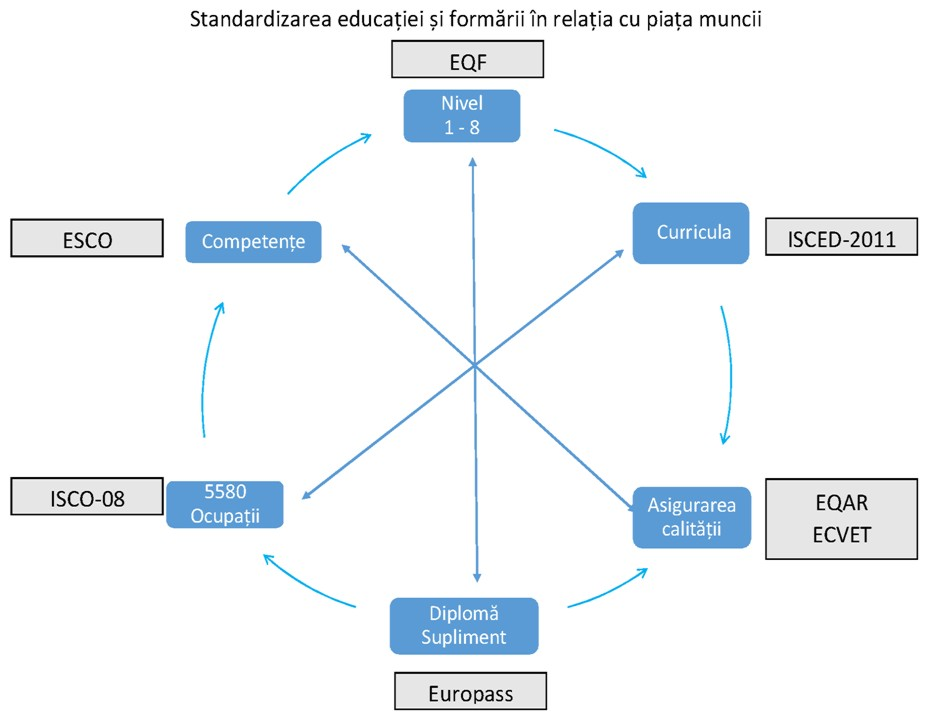 Standardizarea educației și formării în relația cu piața muncii
EQF
Nivel
1 - 8
ESCO
Competențe
Curricula
ISCED-2011
ISCO-08
5580
Ocupații
Asigurarea
calității
EQAR
ECVET
Diplomă
Supliment
Europass